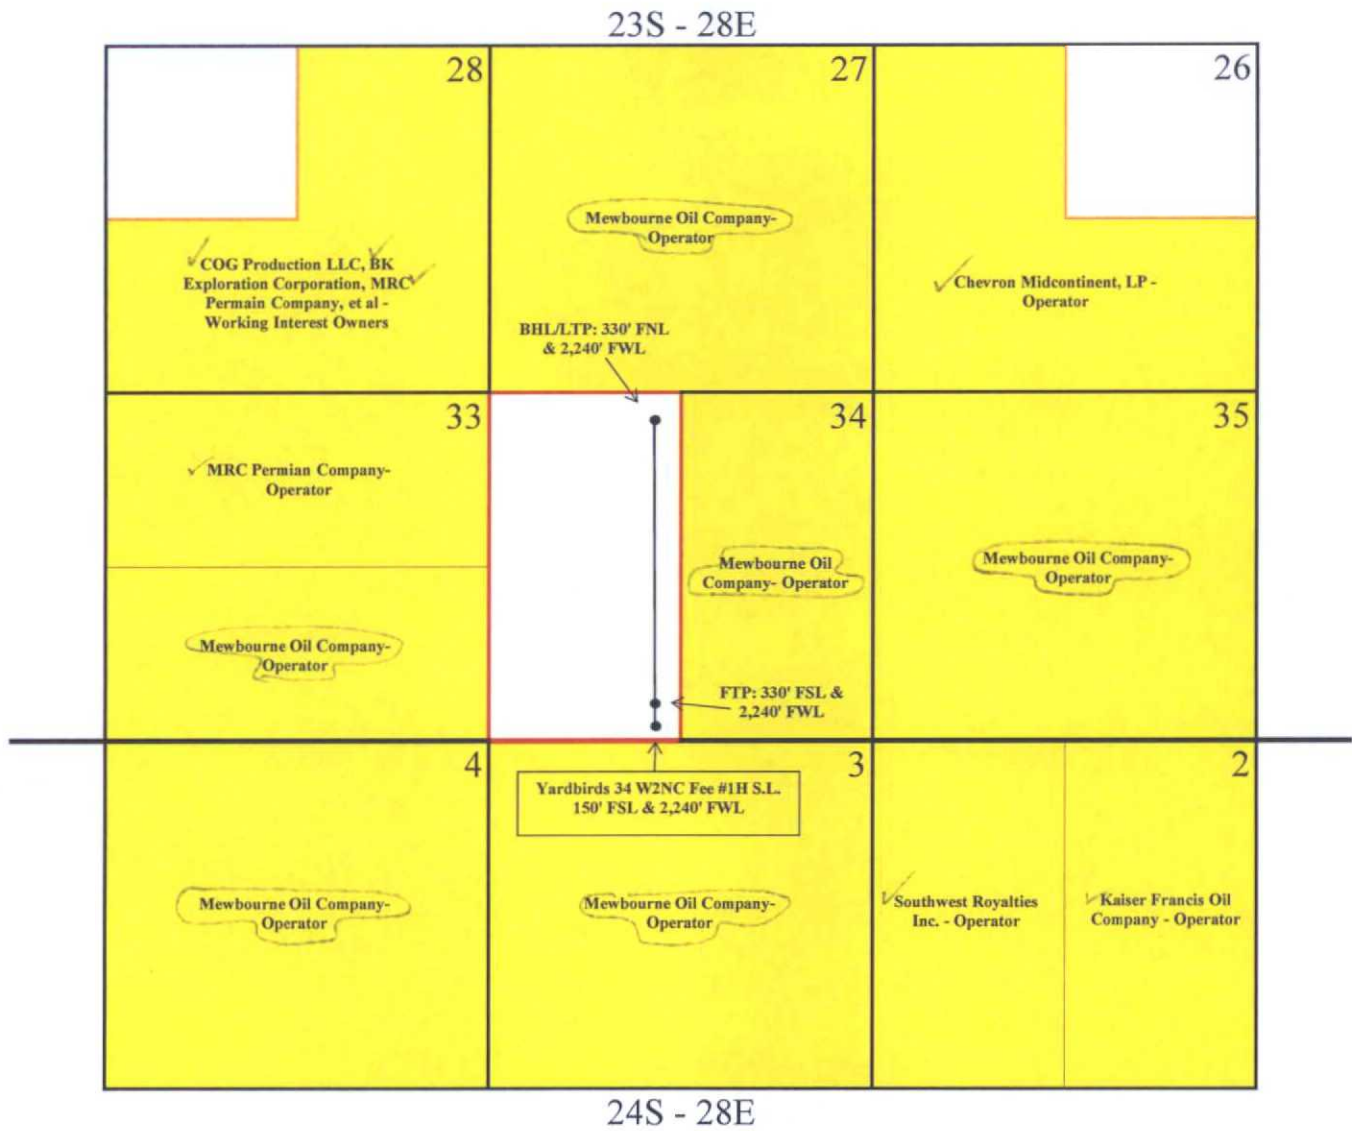 23S - 28E
28
27
26
COG Production LLC, BK
Exploration Corporation, MRC
Permain Company, et al -
Working Interest Owners
Mewbourne Oil Company-
Operator
Chevron Midcontinent, LP -
Operator
BHL/LTP: 330' FNL
& 2,240' FWL
33
34
35
MRC Permian Company-
Operator
Mewbourne Oil Company-
Operator
Mewbourne Oil
Company- Operator
Mewbourne Oil Company-
Operator
FTP: 330' FSL &
2,240' FWL
4
3
2
Yardbirds 34 W2NC Fee #1H S.L.
150' FSL & 2,240' FWL
Mewbourne Oil Company-
Operator
Mewbourne Oil Company-
Operator
Southwest Royalties
Inc. - Operator
Kaiser Francis Oil
Company - Operator
24S - 28E